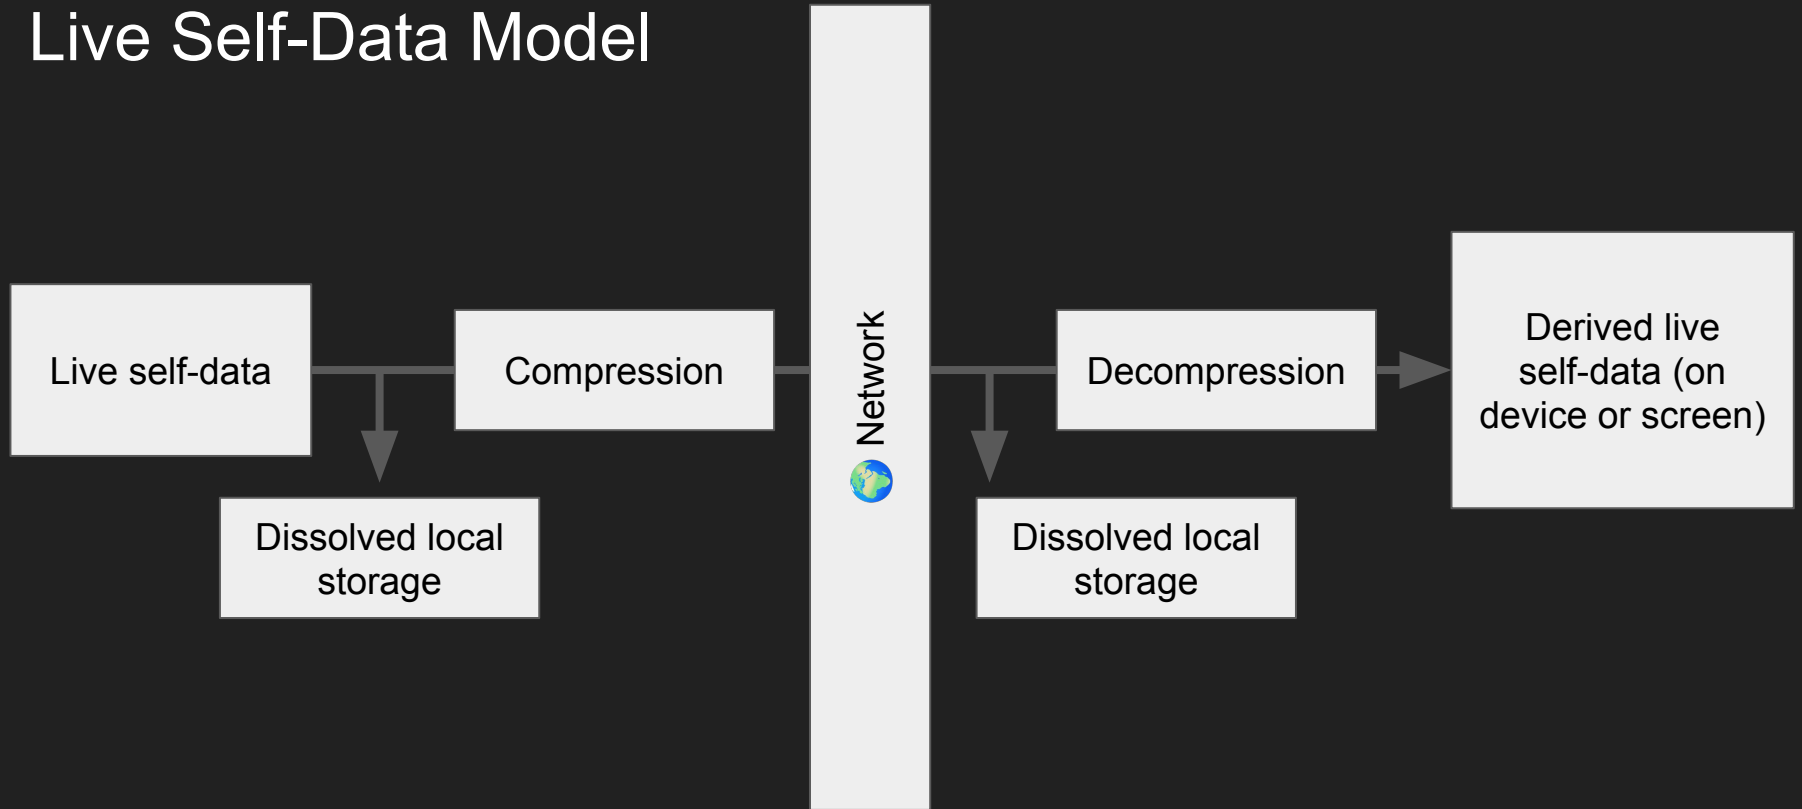 Live Self-Data Model
Live self-data
Compression
🌍 Network
Decompression
Derived live
self-data (on
device or screen)
Dissolved local
storage
Dissolved local
storage